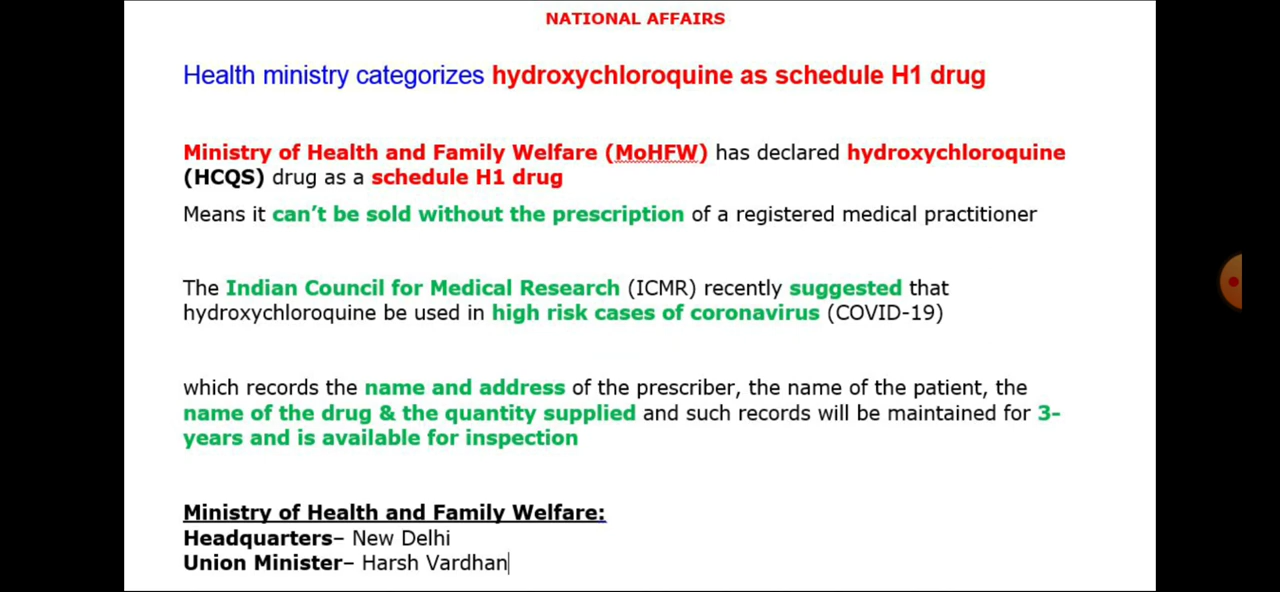 NATIONAL AFFAIRS
Health ministry categorizes hydroxychloroquine as schedule H1 drug
Ministry of Health and Family Welfare (MoHFW) has declared hydroxychloroquine
(HCQS) drug as a schedule H1 drug
Means it can't be sold without the prescription of a registered medical practitioner
The Indian Council for Medical Research (ICMR) recently suggested that
hydroxychloroquine be used in high risk cases of coronavirus (COVID-19)
which records the name and address of the prescriber, the name of the patient, the
name of the drug & the quantity supplied and such records will be maintained for 3-
years and is available for inspection
Ministry of Health and Family Welfare:
Headquarters– New Delhi
Union Minister– Harsh Vardhan